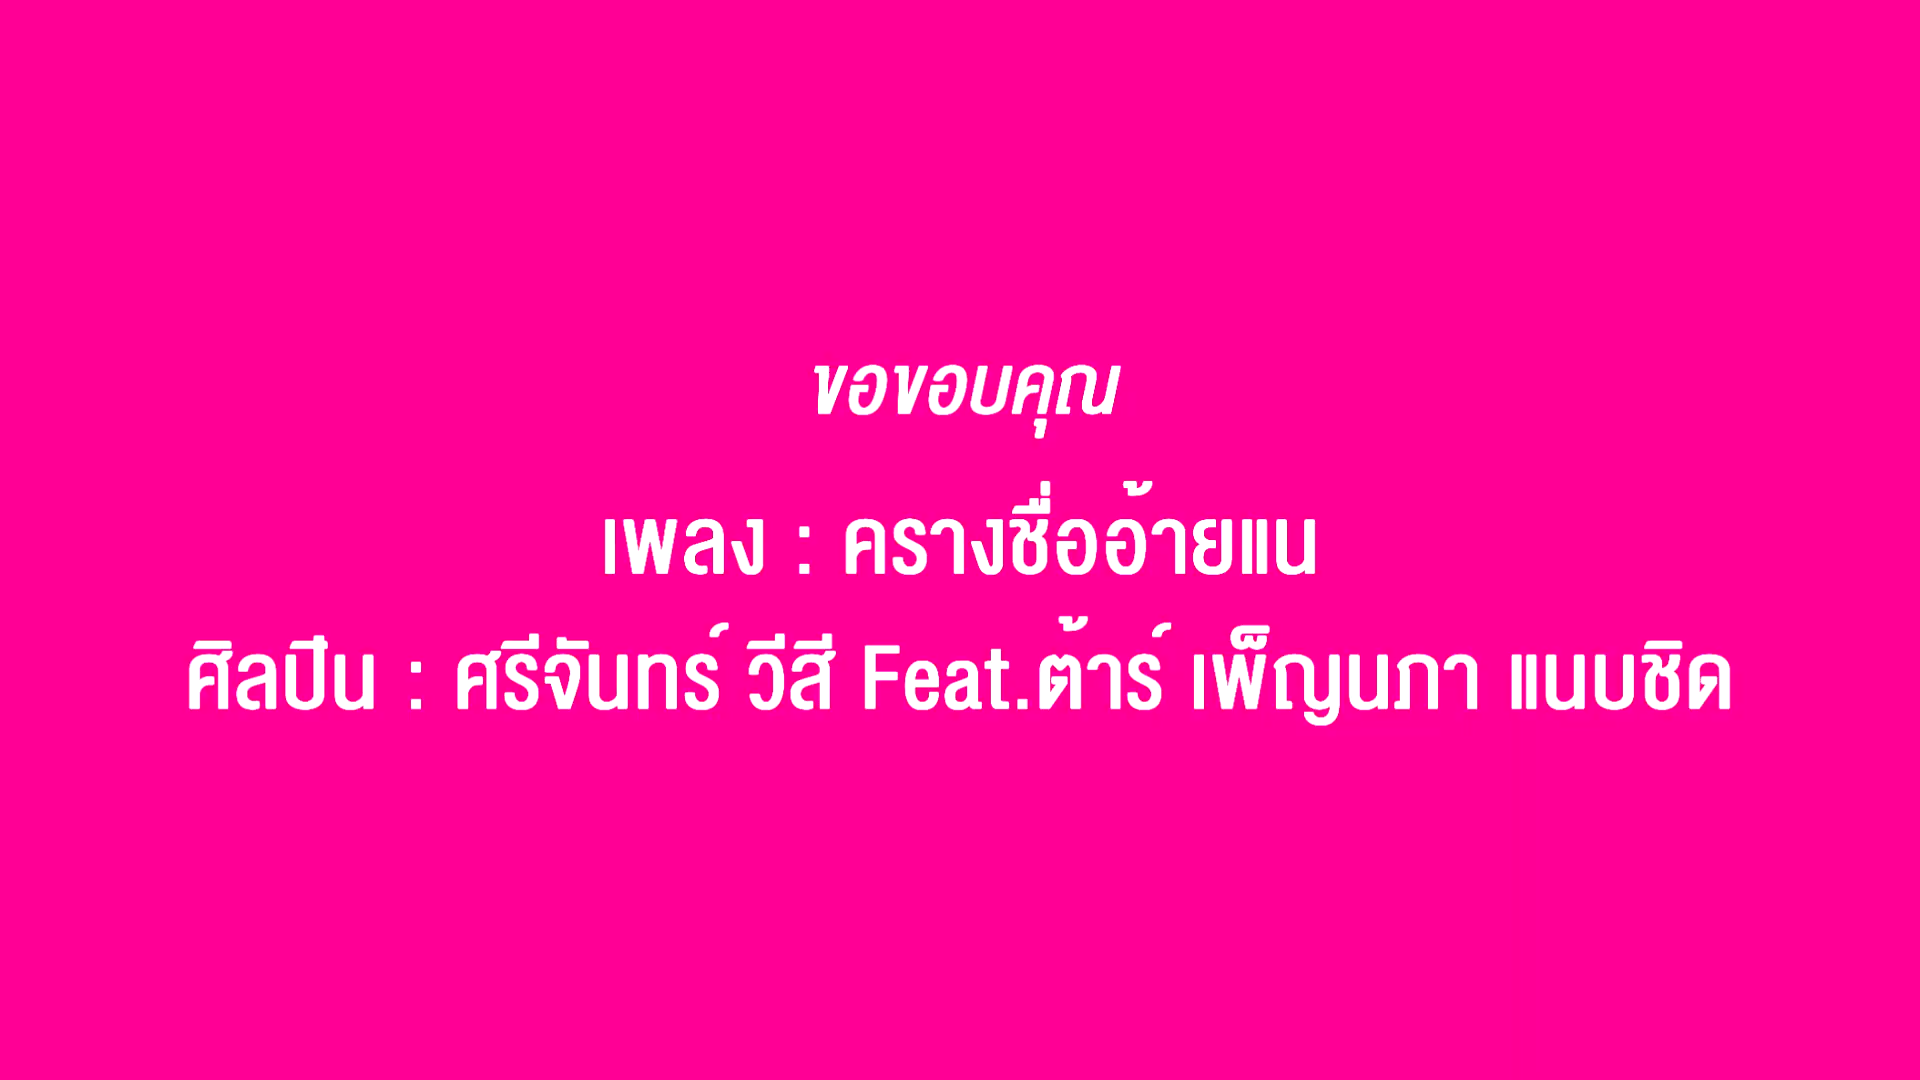 ขอขอบคุณ
เพลง : ครางชื่ออ้ายแน
ศิลปิน : ศรีจันทร์ วีสี Feat.ต้าร์ เพ็ญนภา แนบชิด